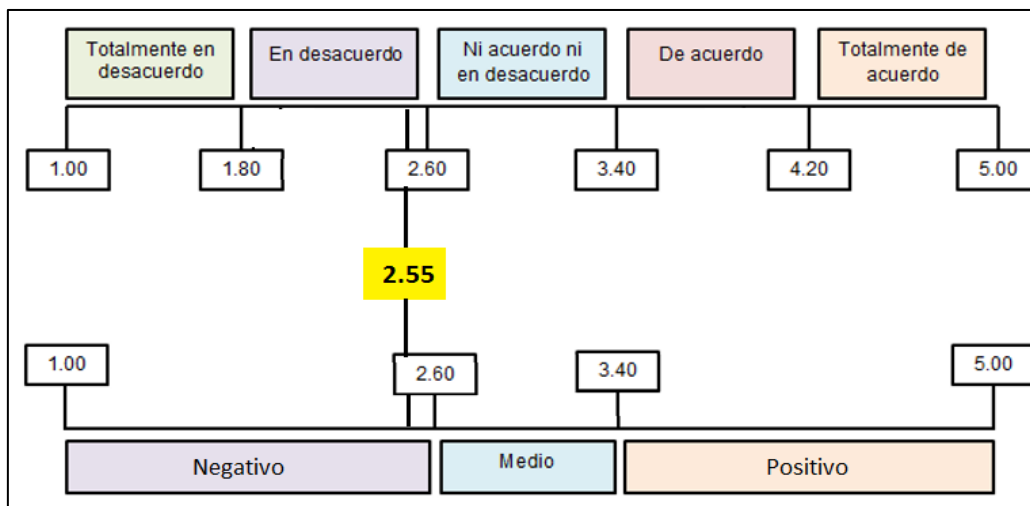 Totalmente en
desacuerdo
En desacuerdo
Ni acuerdo ni
en desacuerdo
De acuerdo
Totalmente de
acuerdo
1.00
1.80
2.60
3.40
4.20
5.00
2.55
1.00
2.60
3.40
5.00
Negativo
Medio
Positivo